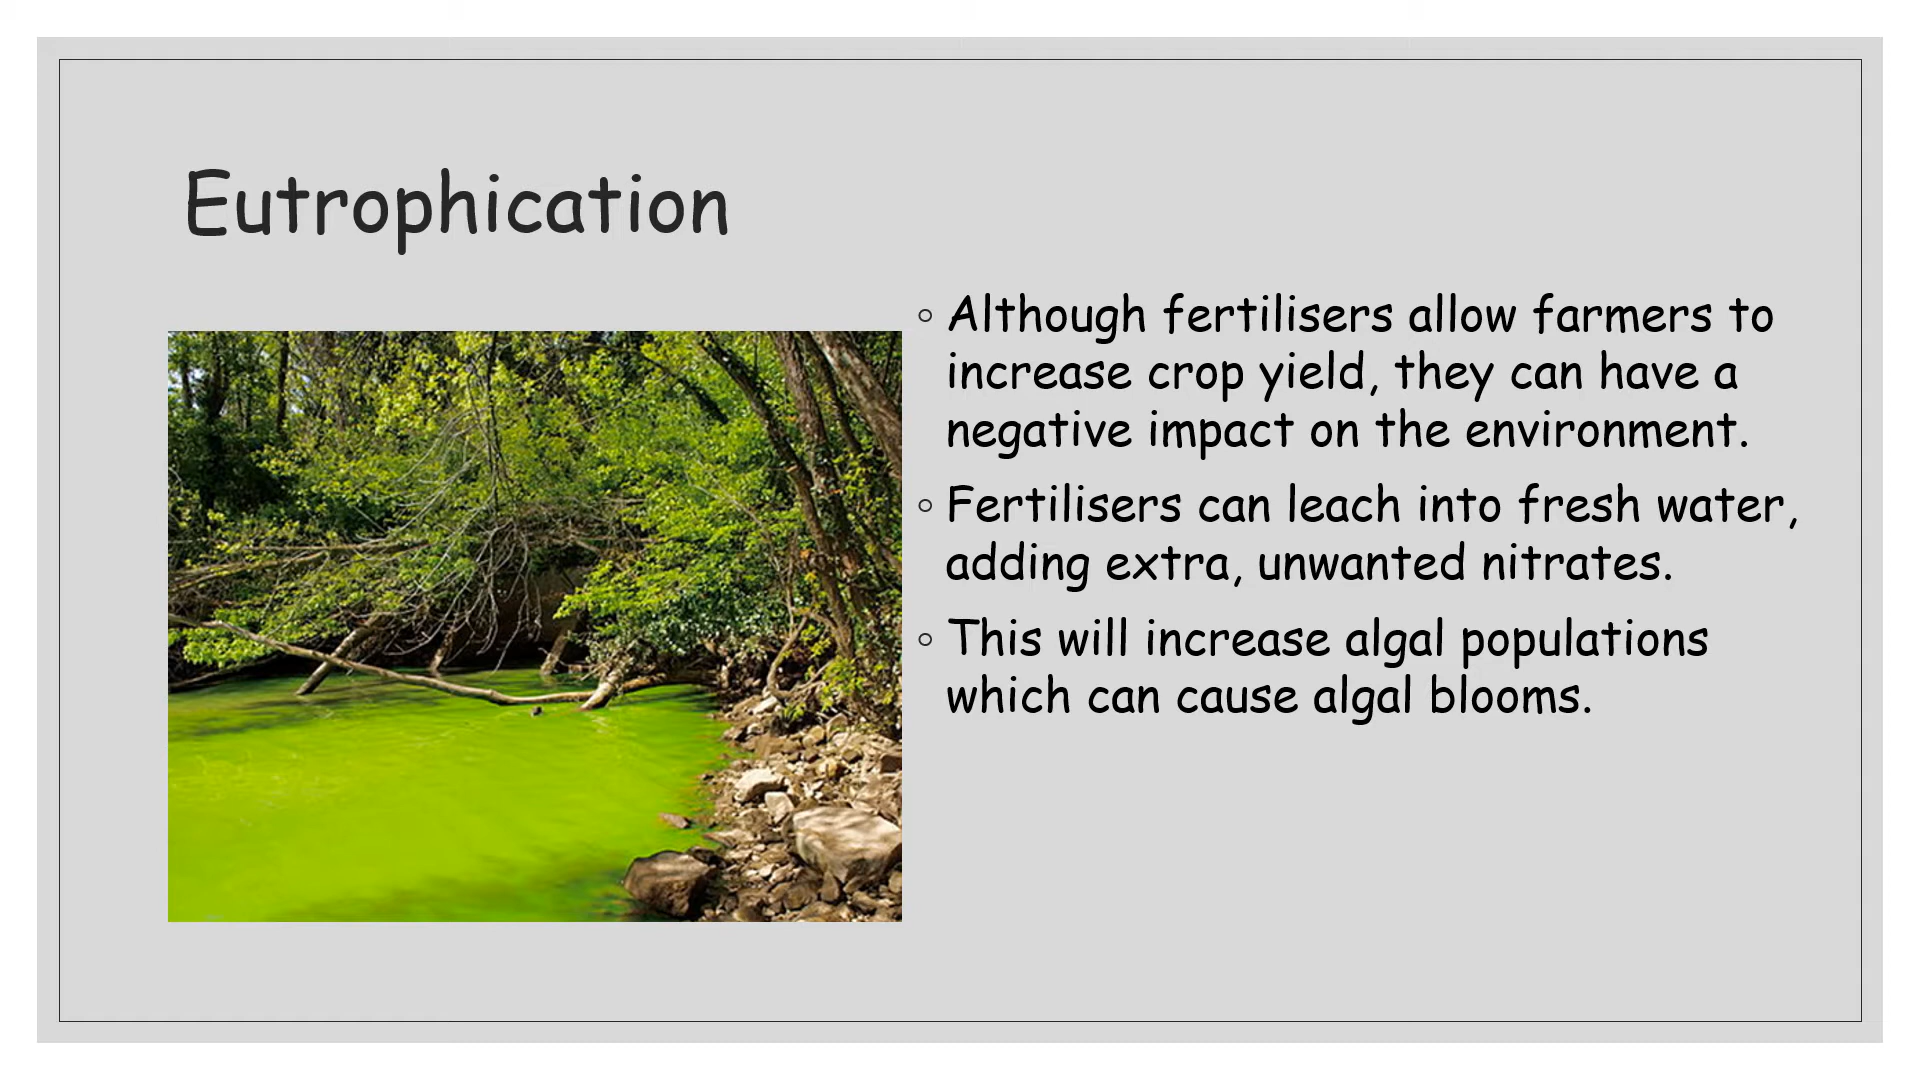 Eutrophication
◦ Although fertilisers allow farmers to
increase crop yield, they can have a
negative impact on the environment.
◦ Fertilisers can leach into fresh water,
adding extra, unwanted nitrates.
◦ This will increase algal populations
which can cause algal blooms.